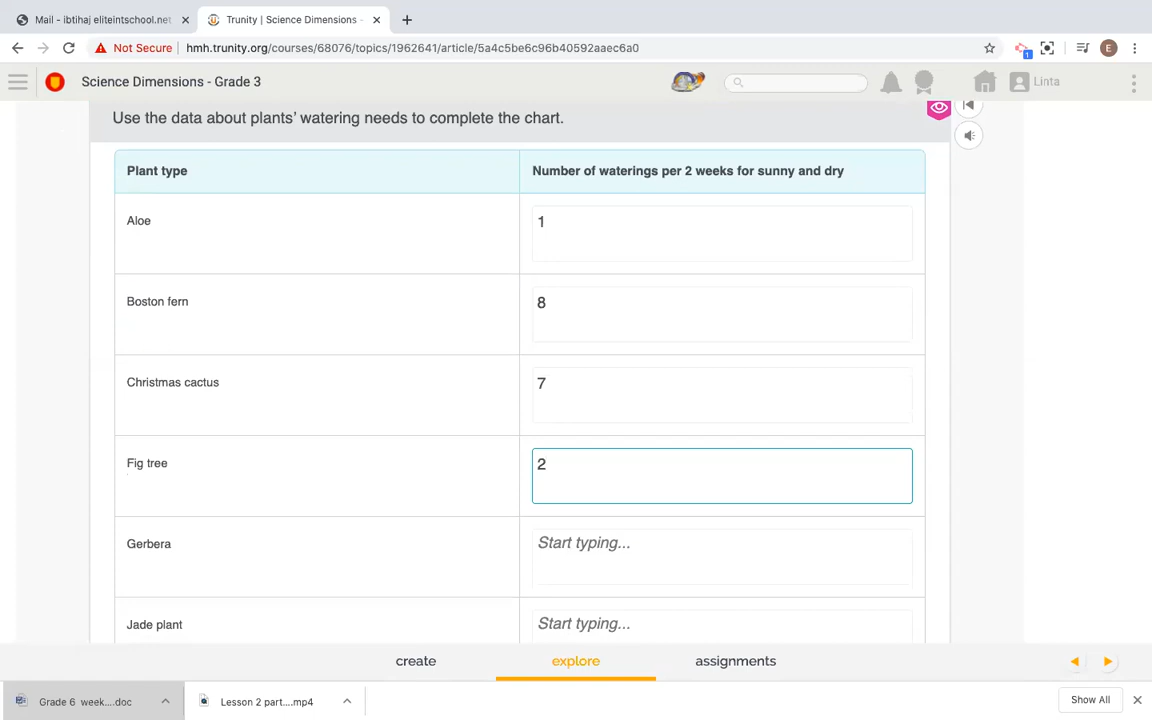 Mail - ibtihaj eliteintschool.net
Trunity | Science Dimensions -
Not Secure
hmh.trunity.org/courses/68076/topics/1962641/article/5a4c5be6c96b40592aaec6a0
1
E
Science Dimensions - Grade 3
Linta
Use the data about plants' watering needs to complete the chart.
Plant type
Number of waterings per 2 weeks for sunny and dry
Aloe
1
Boston fern
8
Christmas cactus
7
Fig tree
2
Gerbera
Start typing...
Jade plant
Start typing...
create
explore
assignments
Grade 6 week....doc
Lesson 2 part....mp4
Show All